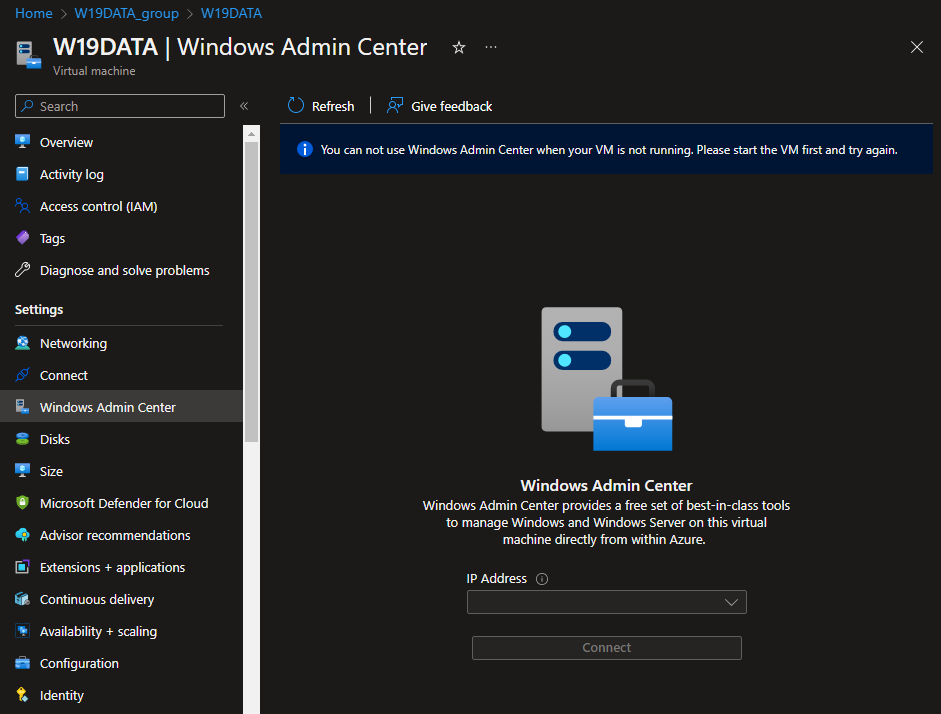 Home > W19DATA_group > W19DATA
W19DATA | Windows Admin Center
Virtual machine
Search
Overview
Activity log
Access control (IAM)
Tags
Diagnose and solve problems
Settings
Networking
Connect
Windows Admin Center
Disks
Size
Microsoft Defender for Cloud
Advisor recommendations
Extensions + applications
Continuous delivery
Availability + scaling
Configuration
Identity
Refresh | Give feedback
You can not use Windows Admin Center when your VM is not running. Please start the VM first and try again.
Windows Admin Center
Windows Admin Center provides a free set of best-in-class tools
to manage Windows and Windows Server on this virtual
machine directly from within Azure.
IP Address
Connect